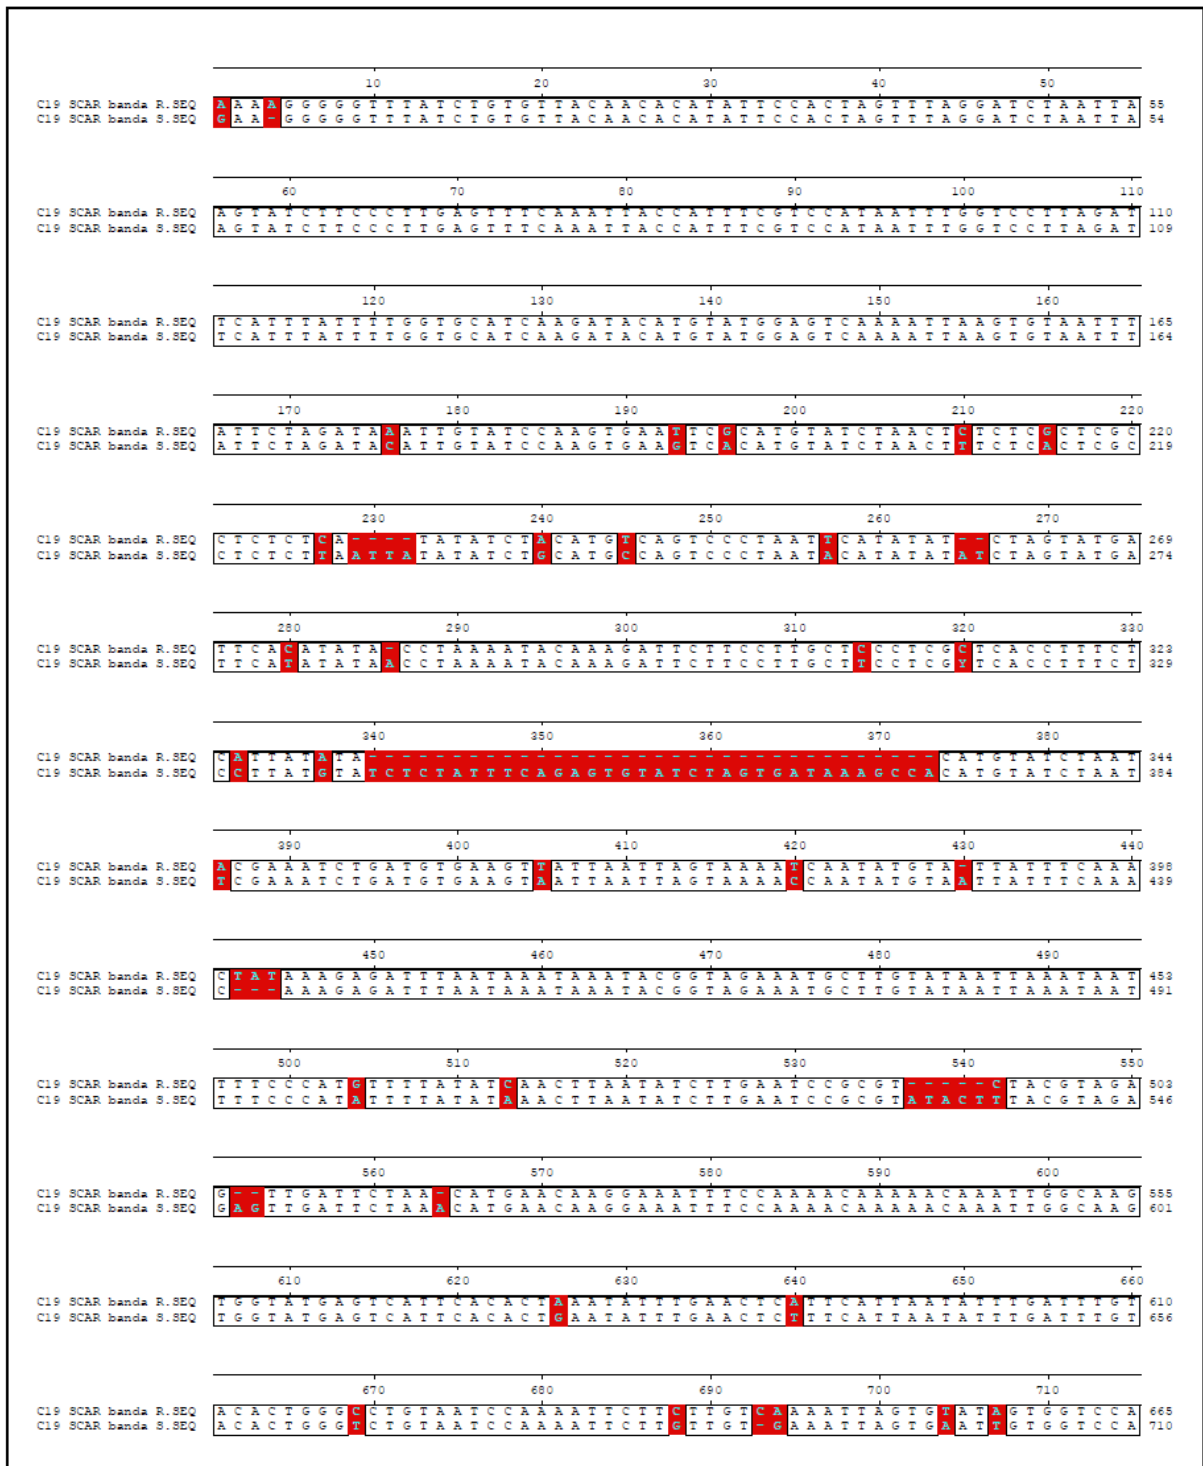 10 20 30 40 50
C19 SCAR banda R.SEQ A A A A G G G G G T T T A T C T G T G T T A C A A C A C A T A T T C C A C T A G T T T A G G A T C T A A T T A 55
C19 SCAR banda S.SEQ G A A - G G G G G T T T A T C T G T G T T A C A A C A C A T A T T C C A C T A G T T T A G G A T C T A A T T A 54
60 70 80 90 100 110
C19 SCAR banda R.SEQ A G T A T C T T C C C T T G A G T T T C A A A T T A C C A T T T C G T C C A T A A T T T G G T C C T T A G A T 110
C19 SCAR banda S.SEQ A G T A T C T T C C C T T G A G T T T C A A A T T A C C A T T T C G T C C A T A A T T T G G T C C T T A G A T 109
120 130 140 150 160
C19 SCAR banda R.SEQ T C A T T T A T T T T G G T G C A T C A A G A T A C A T G T A T G G A G T C A A A A T T A A G T G T A A T T T 165
C19 SCAR banda S.SEQ T C A T T T A T T T T G G T G C A T C A A G A T A C A T G T A T G G A G T C A A A A T T A A G T G T A A T T T 164
170 180 190 200 210 220
C19 SCAR banda R.SEQ A T T C T A G A T A A A T T G T A T C C A A G T G A A T T C G C A T G T A T C T A A C T C T C T C G C T C G C 220
C19 SCAR banda S.SEQ A T T C T A G A T A C A T T G T A T C C A A G T G A A G T C A C A T G T A T C T A A C T T T C T C A C T C G C 219
230 240 250 260 270
C19 SCAR banda R.SEQ C T C T C T C A - - - - T A T A T C T A C A T G T C A G T C C C T A A T T C A T A T A T - - C T A G T A T G A 269
C19 SCAR banda S.SEQ C T C T C T T A A T T A T A T A T C T G C A T G C C A G T C C C T A A T A C A T A T A T A T C T A G T A T G A 274
280 290 300 310 320 330
C19 SCAR banda R.SEQ T T C A C A T A T A - C C T A A A A T A C A A A G A T T C T T C C T T G C T C C C T C G C T C A C C T T T C T 323
C19 SCAR banda S.SEQ T T C A T A T A T A A C C T A A A A T A C A A A G A T T C T T C C T T G C T T C C T C G Y T C A C C T T T C T 329
340 350 360 370 380
C19 SCAR banda R.SEQ C A T T A T A T A - - - - - - - - - - - - - - - - - - - - - - - - - - - - - - - - - - C A T G T A T C T A A T 344
C19 SCAR banda S.SEQ C C T T A T G T A T C T C T A T T T C A G A G T G T A T C T A G T G A T A A A G C C A C A T G T A T C T A A T 384
390 400 410 420 430 440
C19 SCAR banda R.SEQ A C G A A A T C T G A T G T G A A G T T A T T A A T T A G T A A A A T C A A T A T G T A - T T A T T T C A A A 398
C19 SCAR banda S.SEQ T C G A A A T C T G A T G T G A A G T A A T T A A T T A G T A A A A C C A A T A T G T A A T T A T T T C A A A 439
450 460 470 480 490
C19 SCAR banda R.SEQ C T A T A A A G A G A T T T A A T A A A T A A A T A C G G T A G A A A T G C T T G T A T A A T T A A A T A A T 453
C19 SCAR banda S.SEQ C - - - A A A G A G A T T T A A T A A A T A A A T A C G G T A G A A A T G C T T G T A T A A T T A A A T A A T 491
500 510 520 530 540 550
C19 SCAR banda R.SEQ T T T C C C A T G T T T T A T A T C A A C T T A A T A T C T T G A A T C C G C G T - - - - - C T A C G T A G A 503
C19 SCAR banda S.SEQ T T T C C C A T A T T T T A T A T A A A C T T A A T A T C T T G A A T C C G C G T A T A C T T T A C G T A G A 546
560 570 580 590 600
C19 SCAR banda R.SEQ G - - T T G A T T C T A A - C A T G A A C A A G G A A A T T T C C A A A A C A A A A A C A A A T T G G C A A G 555
C19 SCAR banda S.SEQ G A G T T G A T T C T A A A C A T G A A C A A G G A A A T T T C C A A A A C A A A A A C A A A T T G G C A A G 601
610 620 630 640 650 660
C19 SCAR banda R.SEQ T G G T A T G A G T C A T T C A C A C T A A A T A T T T G A A C T C A T T C A T T A A T A T T T G A T T T G T 610
C19 SCAR banda S.SEQ T G G T A T G A G T C A T T C A C A C T G A A T A T T T G A A C T C T T T C A T T A A T A T T T G A T T T G T 656
670 680 690 700 710
C19 SCAR banda R.SEQ A C A C T G G G C C T G T A A T C C A A A A T T C T T C T T G T C A A A A T T A G T G T A T A G T G G T C C A 665
C19 SCAR banda S.SEQ A C A C T G G G T C T G T A A T C C A A A A T T C T T G T T G T - G A A A T T A G T G A A T T G T G G T C C A 710